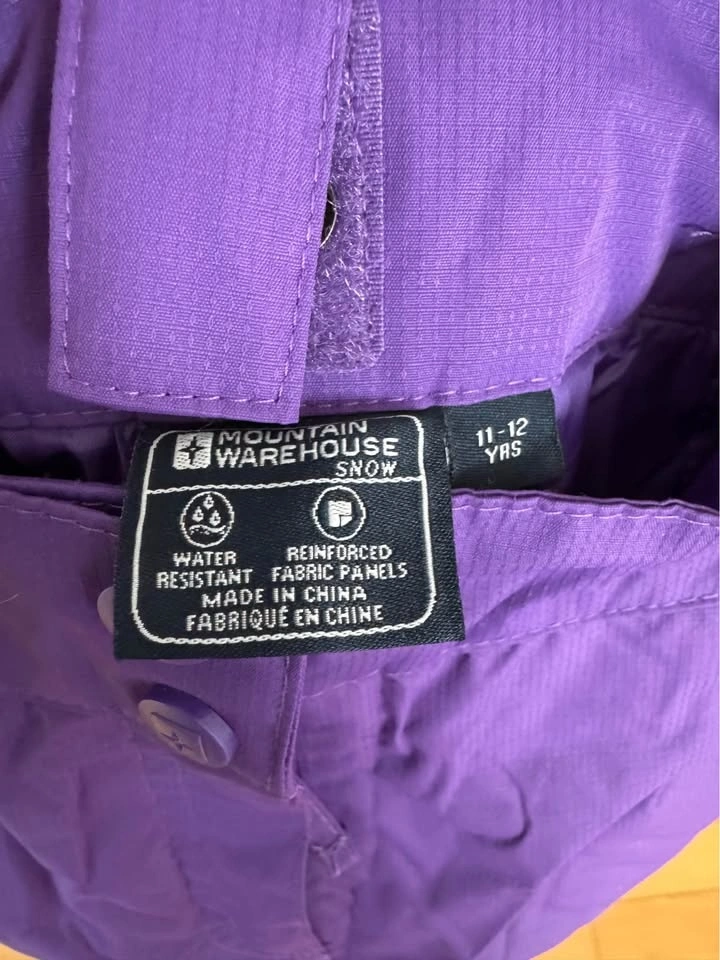 MOUNTAIN
WAREHOUSE
SNOW
11-12
YRS
WATER
RESISTANT
REINFORCED
FABRIC PANELS
MADE IN CHINA
FABRIQUÉ EN CHINE